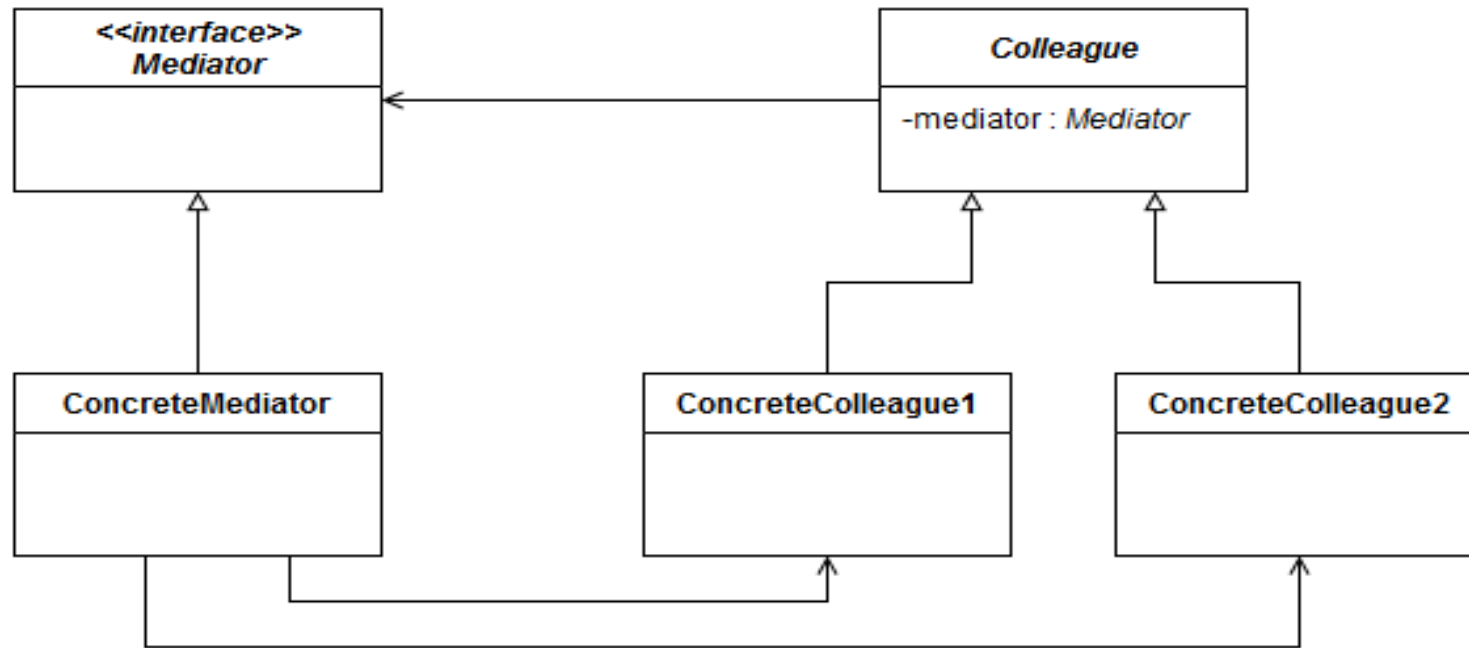 <<interface>>
Mediator
Colleague
-mediator : Mediator
ConcreteMediator
ConcreteColleague1
ConcreteColleague2